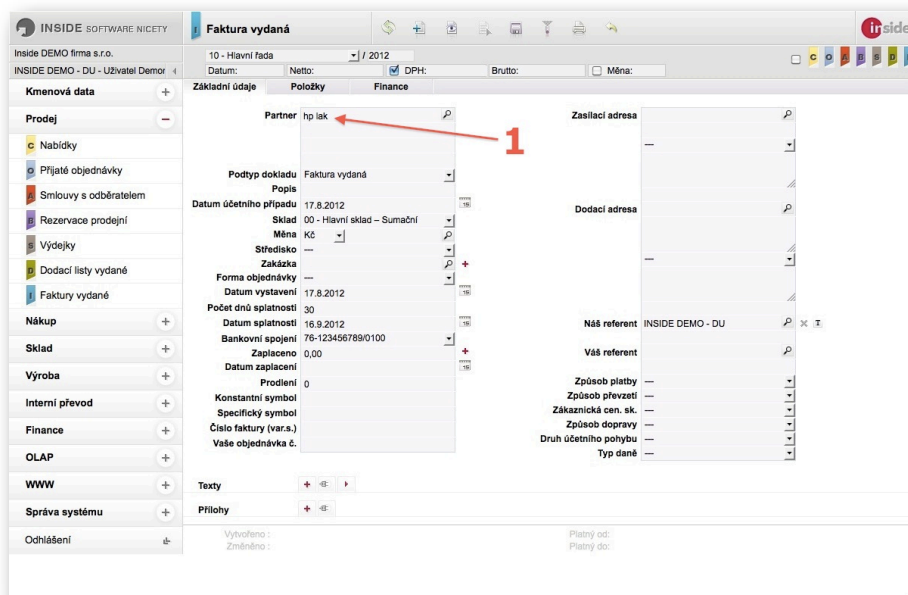 INSIDE SOFTWARE NICETY
Faktura vydaná
inside
Inside DEMO firma s.r.o.
INSIDE DEMO - DU - Uživatel Demor
10 - Hlavní řada / 2012
Datum: Netto: DPH: Brutto: Měna:
C O A B S D
Základní údaje Položky Finance
Kmenová data
Prodej
C Nabídky
O Přijaté objednávky
A Smlouvy s odběratelem
B Rezervace prodejní
S Výdejky
D Dodací listy vydané
I Faktury vydané
Nákup
Sklad
Výroba
Interní převod
Finance
OLAP
WWW
Správa systému
Odhlášení
Partner hp lak
1
Podtyp dokladu Faktura vydaná
Popis
Datum účetního případu 17.8.2012
Sklad 00 - Hlavní sklad – Sumační
Měna Kč
Středisko ---
Zakázka
Forma objednávky ---
Datum vystavení 17.8.2012
Počet dnů splatnosti 30
Datum splatnosti 16.9.2012
Bankovní spojení 76-123456789/0100
Zaplaceno 0,00
Datum zaplacení
Prodlení 0
Konstantní symbol
Specifický symbol
Číslo faktury (var.s.)
Vaše objednávka č.
Zasílací adresa
---
Dodací adresa
---
Náš referent INSIDE DEMO - DU
Váš referent
Způsob platby ---
Způsob převzetí ---
Zákaznická cen. sk. ---
Způsob dopravy ---
Druh účetního pohybu ---
Typ daně ---
Texty
Přílohy
Vytvořeno :
Změněno :
Platný od:
Platný do: